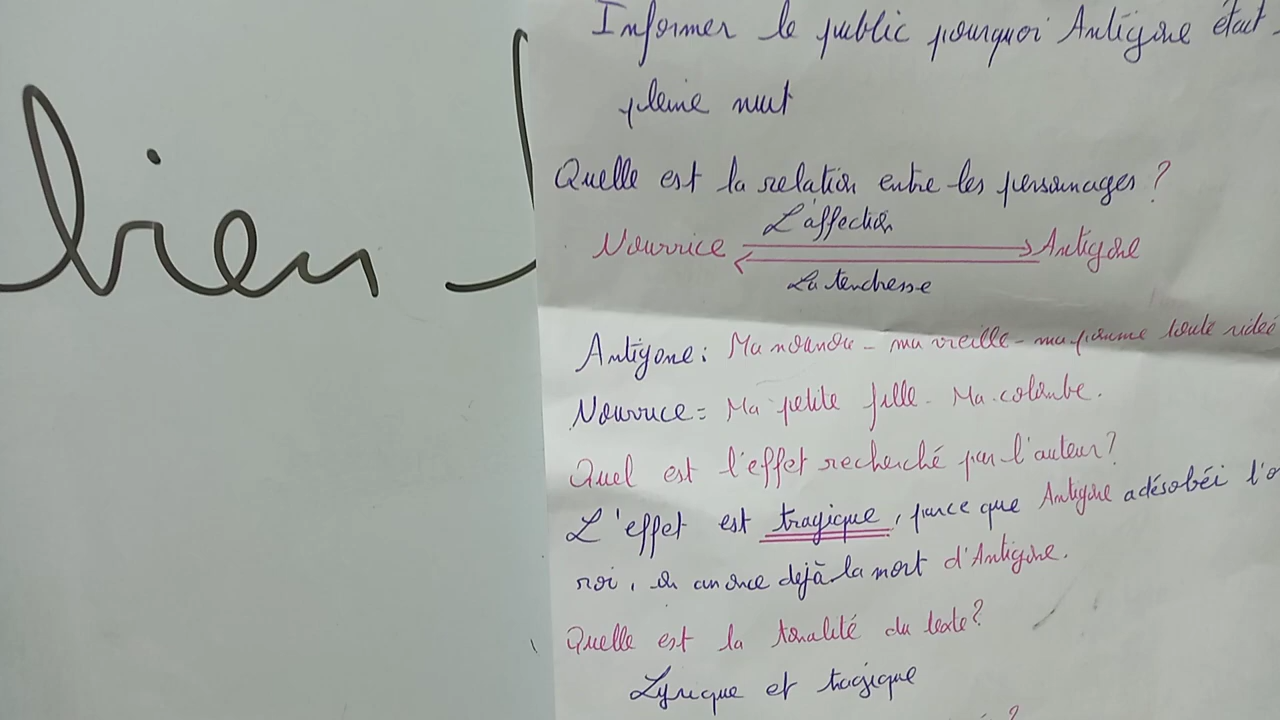 bien
Informer le public pourquoi Antigone était
pleine nuit
Quelle est la relation entre les personnages ?
L'affection
Nourrice Antigone
La tendresse
Antigone : Ma nounou - ma vieille - ma pomme toute ridée
Nourrice = Ma petite fille - Ma colombe.
Quel est l'effet recherché par l'auteur ?
L'effet est tragique, parce que Antigone a désobéi l'o
roi, on anonce dejà la mort d'Antigone.
Quelle est la tonalité du texte ?
Lyrique et tragique
?